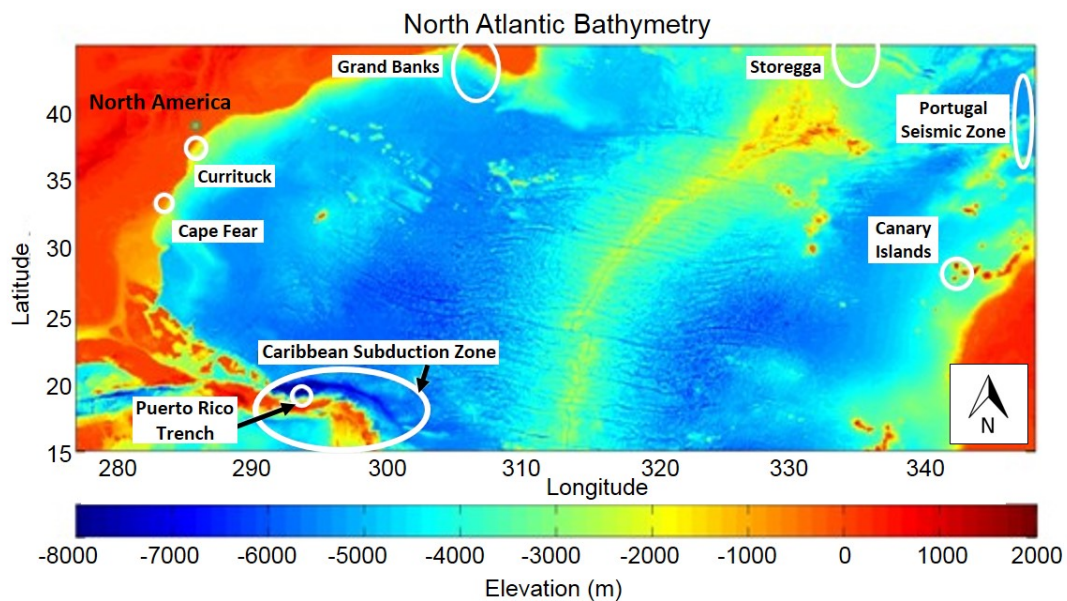 North Atlantic Bathymetry
Grand Banks
Storegga
North America
Portugal
Seismic Zone
Currituck
Cape Fear
Canary
Islands
Caribbean Subduction Zone
Puerto Rico
Trench
N
Latitude
40
35
30
25
20
15
280
290
300
310
320
330
340
Longitude
-8000
-7000
-6000
-5000
-4000
-3000
-2000
-1000
0
1000
2000
Elevation (m)